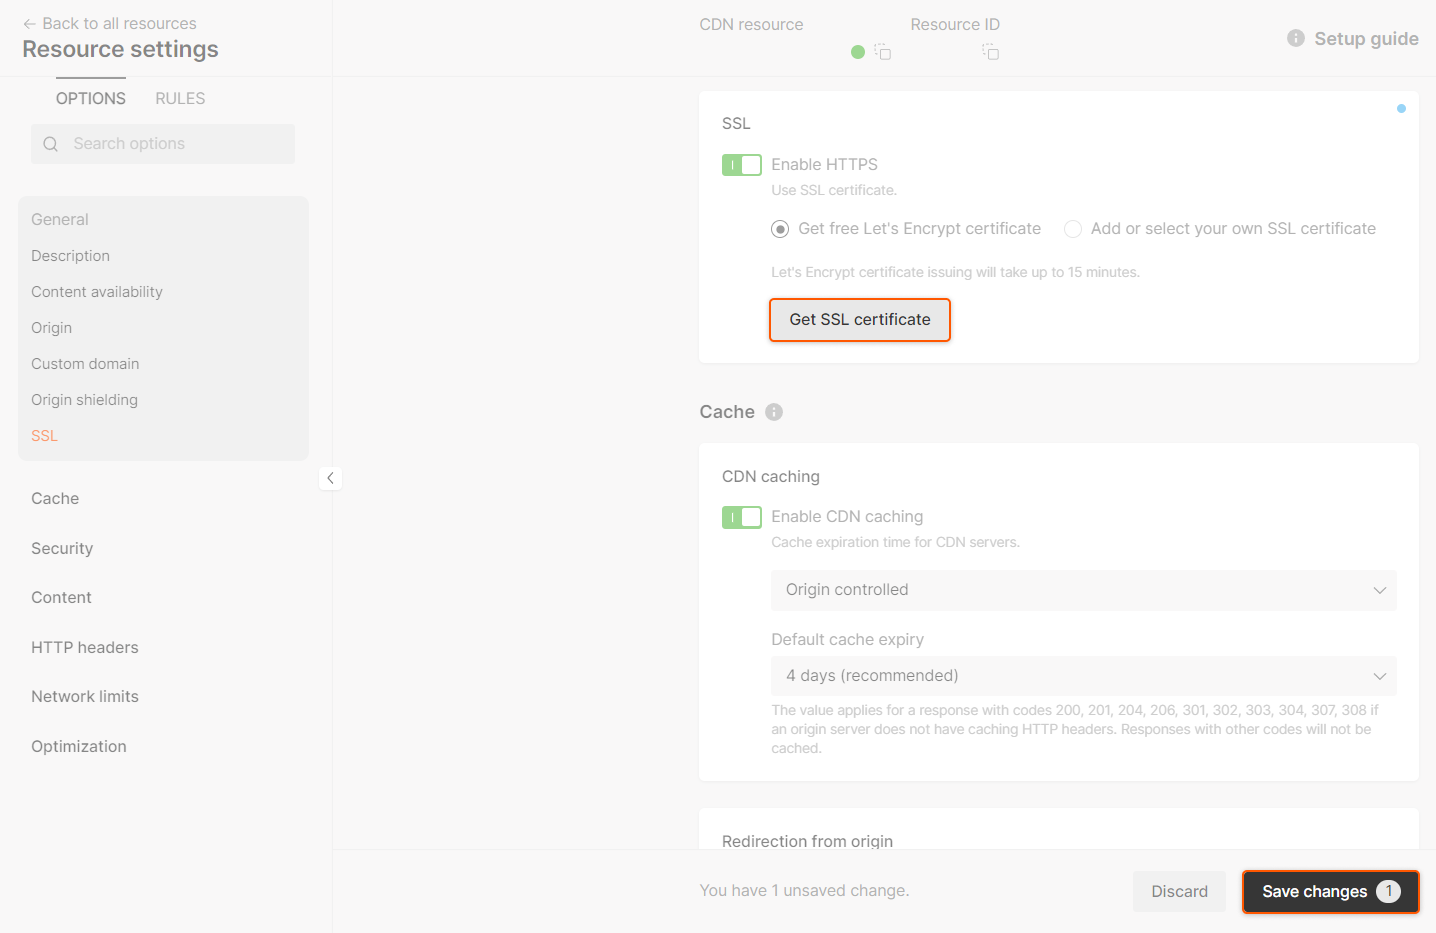 Back to all resources
Resource settings
OPTIONS
RULES
Search options
General
Description
Content availability
Origin
Custom domain
Origin shielding
SSL
Cache
Security
Content
HTTP headers
Network limits
Optimization
CDN resource
Resource ID
Setup guide
SSL
Enable HTTPS
Use SSL certificate.
Get free Let's Encrypt certificate
Add or select your own SSL certificate
Let's Encrypt certificate issuing will take up to 15 minutes.
Get SSL certificate
Cache
CDN caching
Enable CDN caching
Cache expiration time for CDN servers.
Origin controlled
Default cache expiry
4 days (recommended)
The value applies for a response with codes 200, 201, 204, 206, 301, 302, 303, 304, 307, 308 if
an origin server does not have caching HTTP headers. Responses with other codes will not be
cached.
Redirection from origin
You have 1 unsaved change.
Discard
Save changes 1